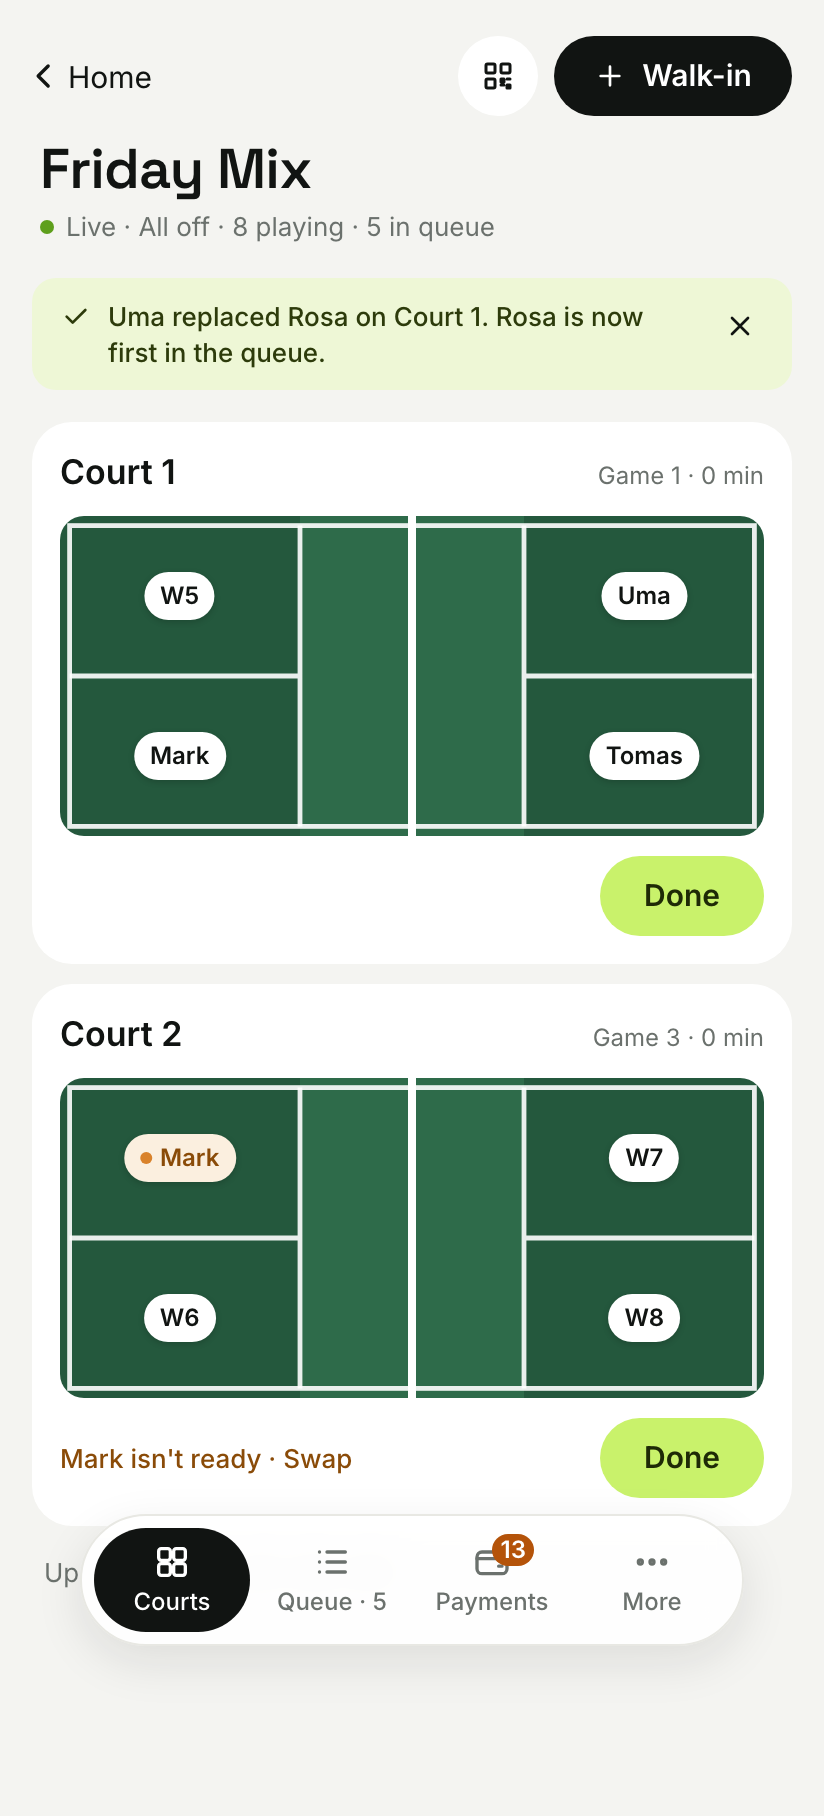 Home
Walk-in
Friday Mix
Live · All off · 8 playing · 5 in queue
Uma replaced Rosa on Court 1. Rosa is now
first in the queue.
Court 1
Game 1 · 0 min
W5
Uma
Mark
Tomas
Done
Court 2
Game 3 · 0 min
Mark
W7
W6
W8
Mark isn't ready · Swap
Done
Up
13
Courts
Queue · 5
Payments
More